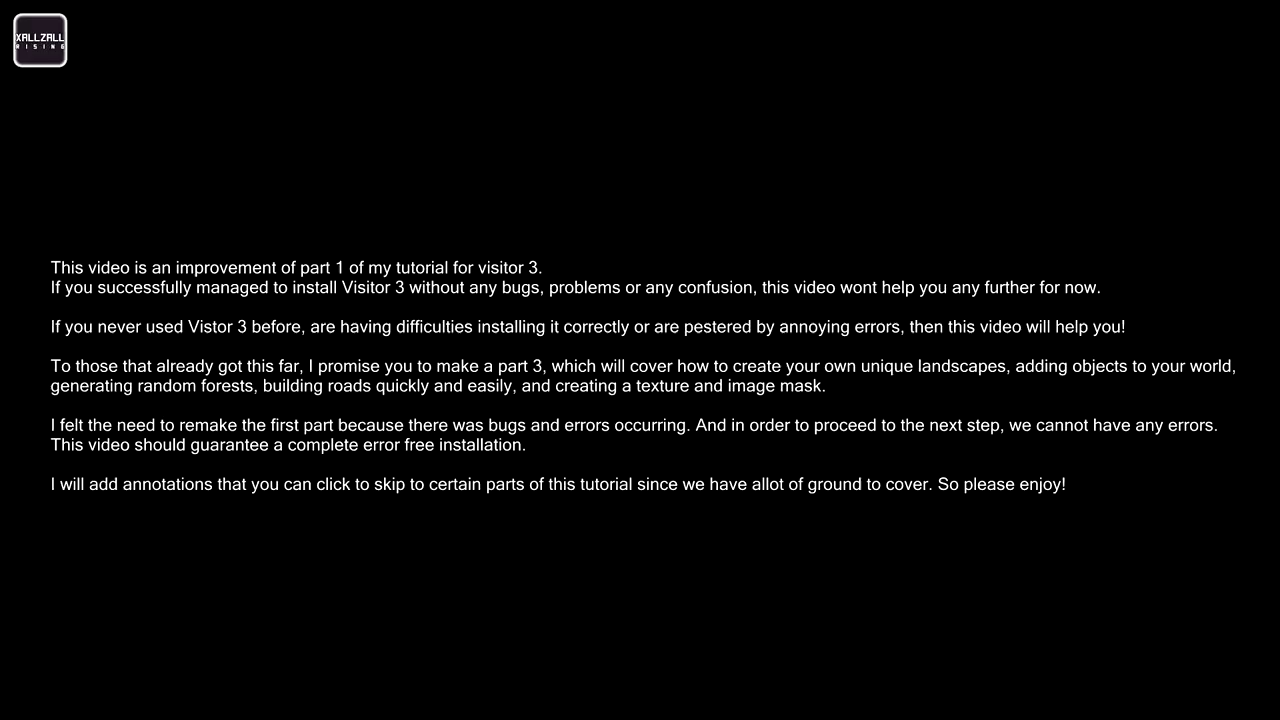 XALLZALL
RISING
This video is an improvement of part 1 of my tutorial for visitor 3.
If you successfully managed to install Visitor 3 without any bugs, problems or any confusion, this video wont help you any further for now.
If you never used Vistor 3 before, are having difficulties installing it correctly or are pestered by annoying errors, then this video will help you!
To those that already got this far, I promise you to make a part 3, which will cover how to create your own unique landscapes, adding objects to your world,
generating random forests, building roads quickly and easily, and creating a texture and image mask.
I felt the need to remake the first part because there was bugs and errors occurring. And in order to proceed to the next step, we cannot have any errors.
This video should guarantee a complete error free installation.
I will add annotations that you can click to skip to certain parts of this tutorial since we have allot of ground to cover. So please enjoy!